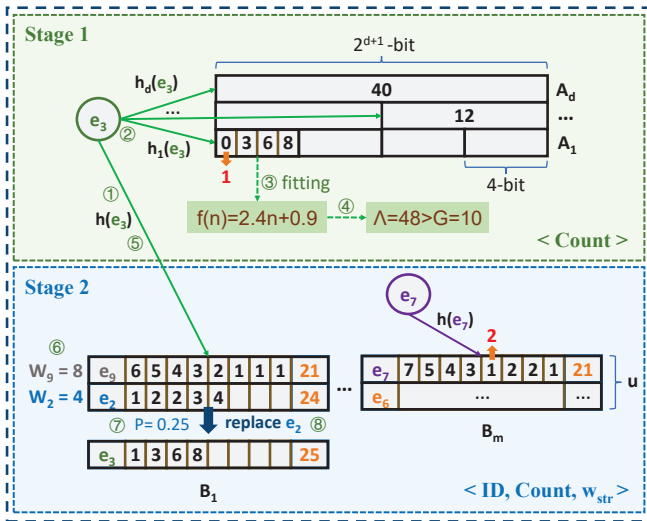 Stage 1
2^{d+1}-bit
h_d(e_3)
40
A_d
...
12
...
e_3
②
h_1(e_3)
0 3 6 8
A_1
1
③ fitting
4-bit
①
f(n)=2.4n+0.9
④
Λ=48>G=10
h(e_3)
⑤
< Count >
Stage 2
e_7
h(e_7)
⑥
2
W_9 = 8
e_9 6 5 4 3 2 1 1 1 21
...
e_7 7 5 4 3 1 2 2 1 21
u
W_2 = 4
e_2 1 2 2 3 4 24
e_6 ... ...
⑦ P= 0.25 replace e_2 ⑧
B_m
e_3 1 3 6 8 25
B_1
< ID, Count, w_str >